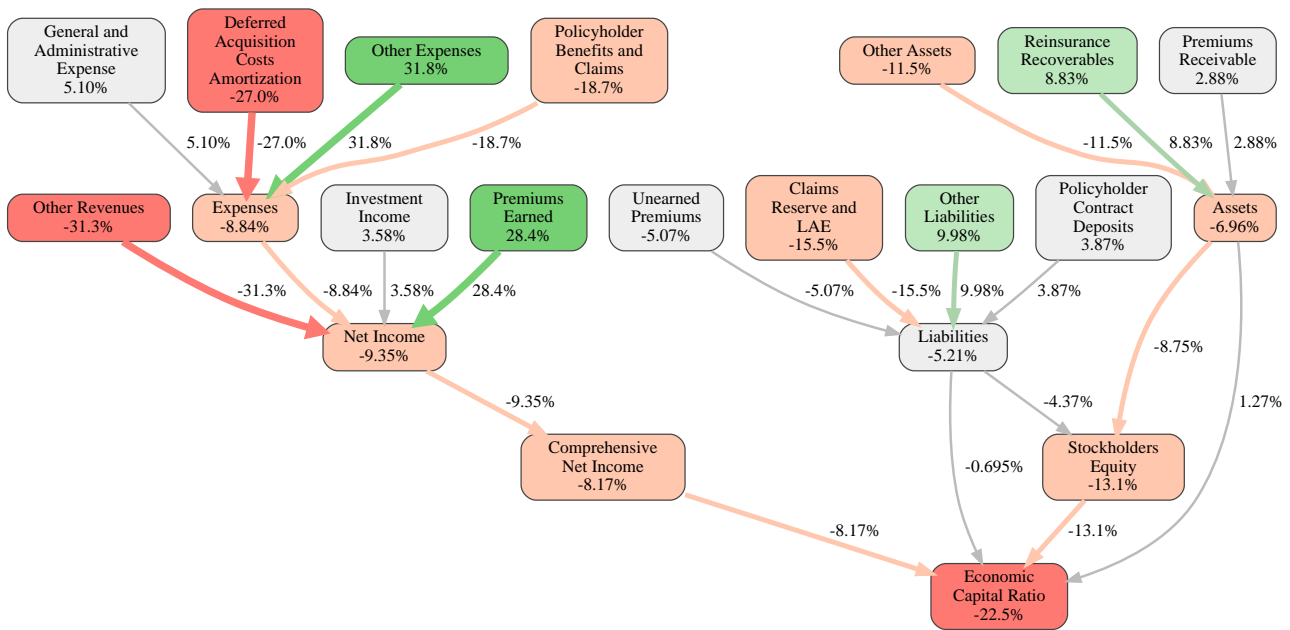 General and
Administrative
Expense
5.10%
Deferred
Acquisition
Costs
Amortization
-27.0%
Other Expenses
31.8%
Policyholder
Benefits and
Claims
-18.7%
Other Assets
-11.5%
Reinsurance
Recoverables
8.83%
Premiums
Receivable
2.88%
5.10%
-27.0%
31.8%
-18.7%
-11.5%
8.83%
2.88%
Other Revenues
-31.3%
Expenses
-8.84%
Investment
Income
3.58%
Premiums
Earned
28.4%
Unearned
Premiums
-5.07%
Claims
Reserve and
LAE
-15.5%
Other
Liabilities
9.98%
Policyholder
Contract
Deposits
3.87%
Assets
-6.96%
-31.3%
-8.84%
3.58%
28.4%
-5.07%
-15.5%
9.98%
3.87%
Net Income
-9.35%
Liabilities
-5.21%
-8.75%
-9.35%
-4.37%
1.27%
Comprehensive
Net Income
-8.17%
-0.695%
Stockholders
Equity
-13.1%
-8.17%
-13.1%
Economic
Capital Ratio
-22.5%